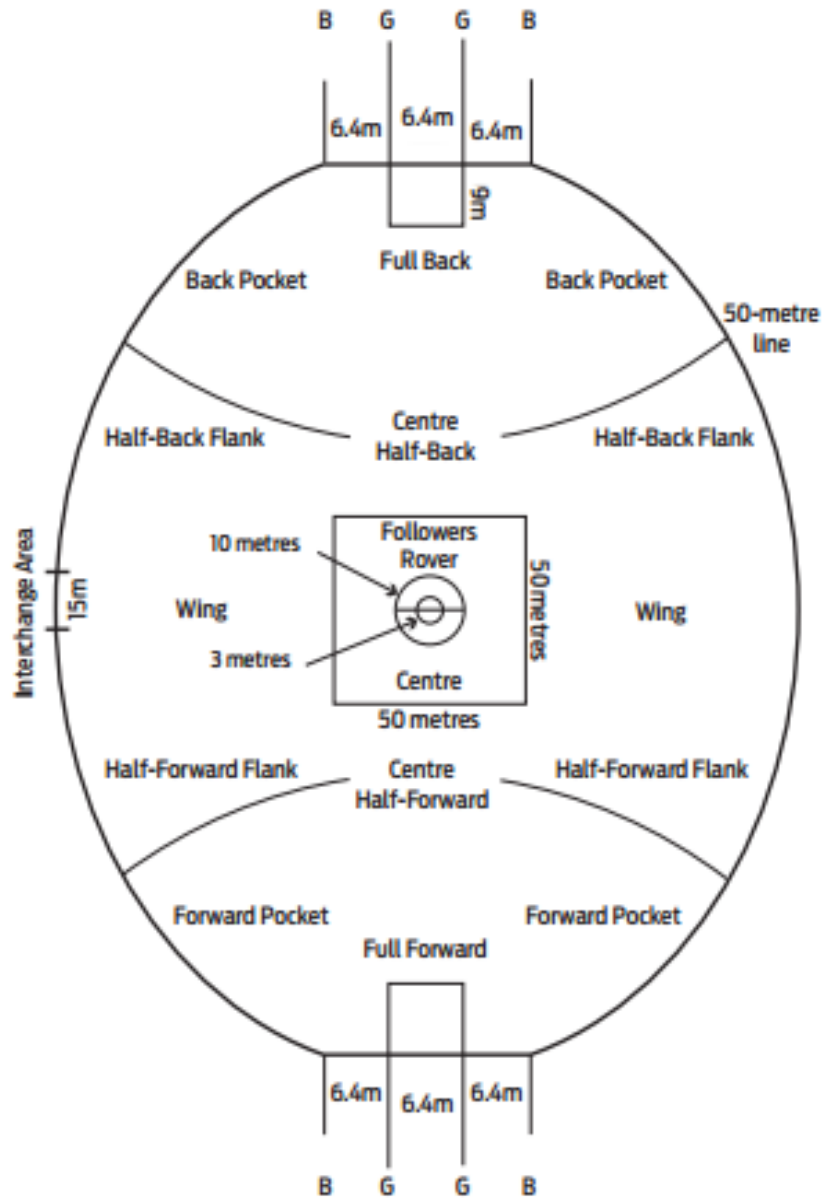 B G G B
6.4m 6.4m 6.4m
9m
Full Back
Back Pocket Back Pocket
50-metre
line
Centre
Half-Back
Half-Back Flank Half-Back Flank
Followers
Rover
10 metres
50metres
Interchange Area
15m
Wing Wing
3 metres
Centre
50 metres
Half-Forward Flank Half-Forward Flank
Centre
Half-Forward
Forward Pocket Forward Pocket
Full Forward
6.4m 6.4m 6.4m
B G G B